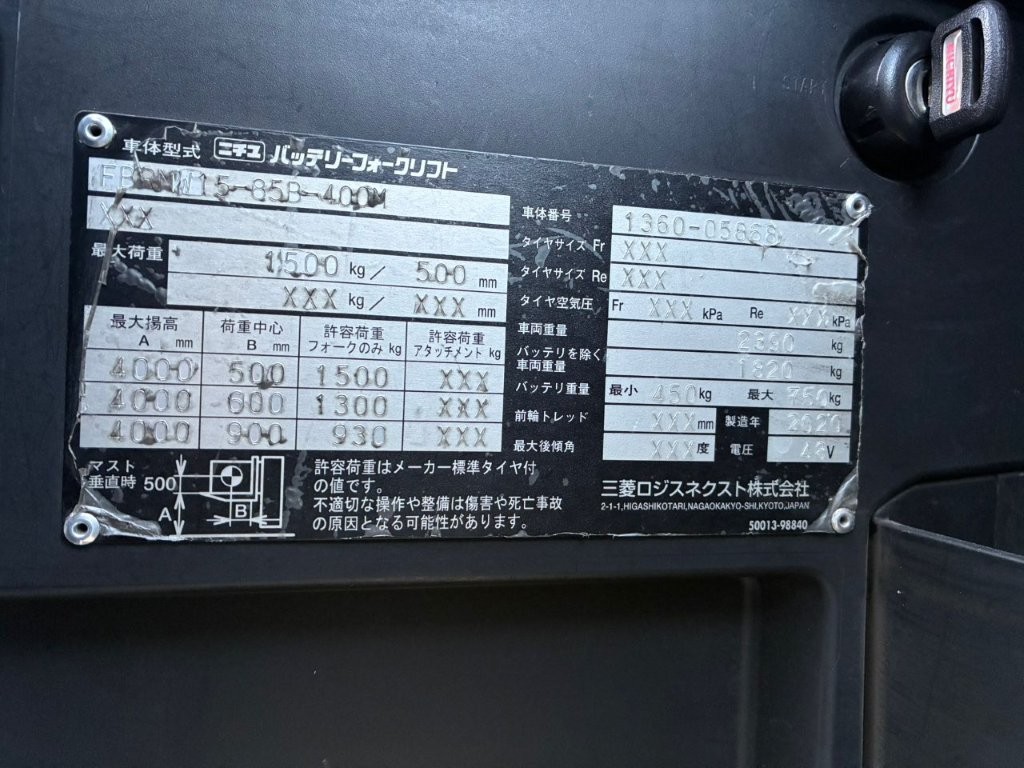 START
車体型式 ニチユ バッテリーフォークリフト
15-85B-400M
XXX
最大荷重 1500 kg/ 500 mm
XXX kg/ XXX mm
最大揚高 A mm 荷重中心 B mm 許容荷重 フォークのみ kg 許容荷重 アタッチメント kg
4000 500 1500 XXX
4000 600 1300 XXX
4000 900 930 XXX
マスト垂直時 500 A B
許容荷重はメーカー標準タイヤ付
の値です。
不適切な操作や整備は傷害や死亡事故
の原因となる可能性があります。
車体番号
タイヤサイズ Fr XXX
タイヤサイズ Re XXX
タイヤ空気圧 Fr XXX kPa Re XXX kPa
車両重量 kg
バッテリを除く車両重量 kg
バッテリ重量 最小 450 kg 最大 kg
前輪トレッド XXX mm 製造年 2020
最大後傾角 XXX 度 電圧 48 V
三菱ロジスネクスト株式会社
2-1-1,HIGASHIKOTARI,NAGAOKAKYO-SHI,KYOTO,JAPAN
50013-98840